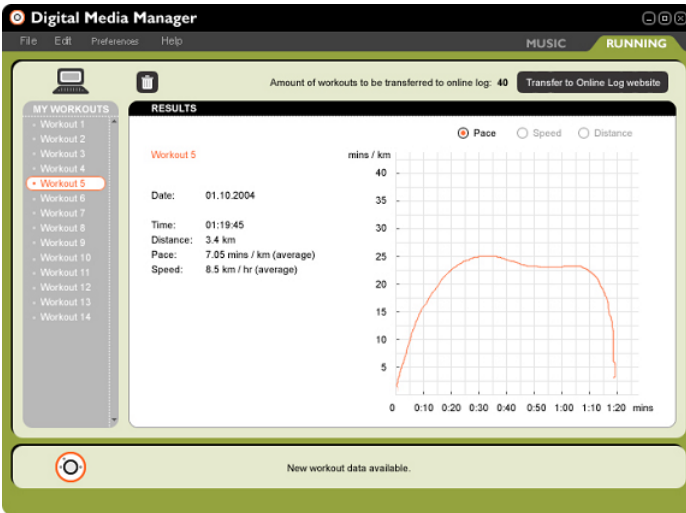 Digital Media Manager
File Edit Preferences Help
MUSIC RUNNING
Amount of workouts to be transferred to online log: 40 Transfer to Online Log website
MY WORKOUTS
Workout 1
Workout 2
Workout 3
Workout 4
Workout 5
Workout 6
Workout 7
Workout 8
Workout 9
Workout 10
Workout 11
Workout 12
Workout 13
Workout 14
RESULTS
Pace Speed Distance
Workout 5
Date: 01.10.2004
Time: 01:19:45
Distance: 3.4 km
Pace: 7.05 mins / km (average)
Speed: 8.5 km / hr (average)
mins / km
40
35
30
25
20
15
10
5
0 0:10 0:20 0:30 0:40 0:50 1:00 1:10 1:20 mins
New workout data available.